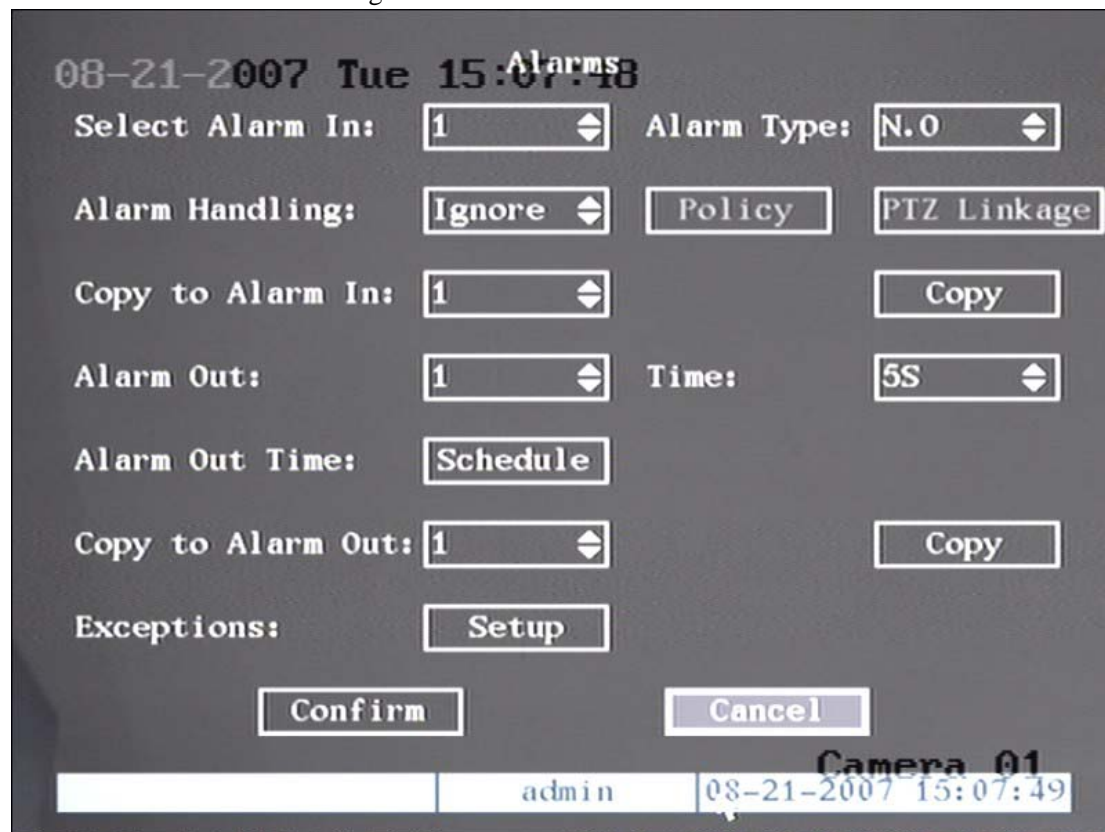 Alarms
08-21-2007 Tue 15:07:48
Select Alarm In: 1 Alarm Type: N.O
Alarm Handling: Ignore Policy PTZ Linkage
Copy to Alarm In: 1 Copy
Alarm Out: 1 Time: 5S
Alarm Out Time: Schedule
Copy to Alarm Out: 1 Copy
Exceptions: Setup
Confirm Cancel
Camera 01
admin 08-21-2007 15:07:49